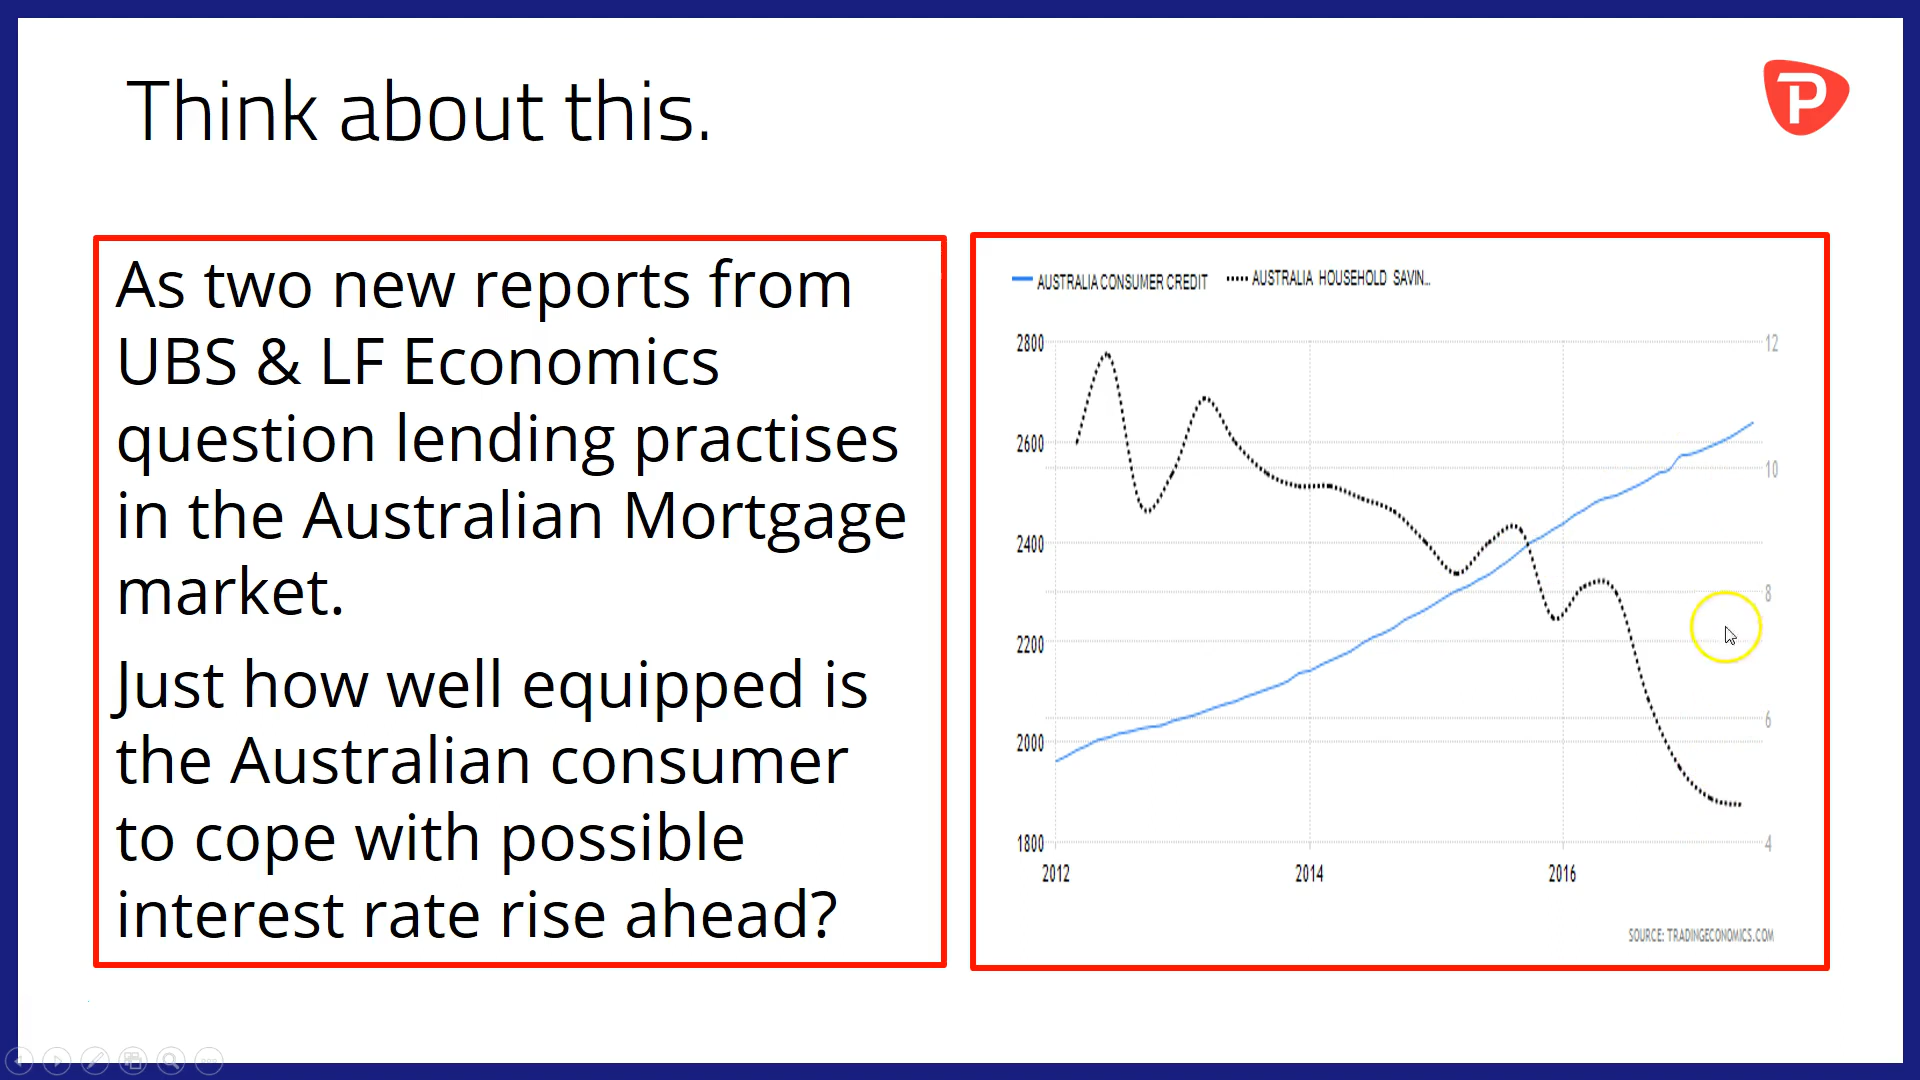 Think about this.
P
As two new reports from
UBS & LF Economics
question lending practises
in the Australian Mortgage
market.
Just how well equipped is
the Australian consumer
to cope with possible
interest rate rise ahead?
AUSTRALIA CONSUMER CREDIT AUSTRALIA HOUSEHOLD SAVIN...
2800 12
2600
10
2400
8
2200
6
2000
1800 4
2012 2014 2016
SOURCE: TRADINGECONOMICS.COM